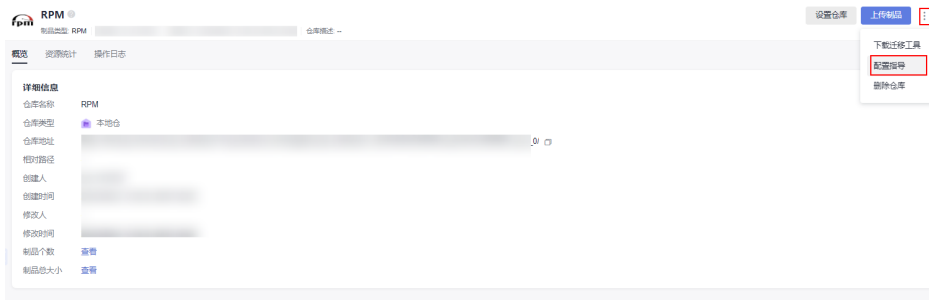 rpm RPM 设置仓库 上传制品
制品类型 RPM 仓库描述 --
下载迁移工具
概览 资源统计 操作日志
配置指导
详细信息 删除仓库
仓库名称 RPM
仓库类型 本地仓
仓库地址 _0/
相对路径
创建人
创建时间
修改人
修改时间
制品个数 查看
制品总大小 查看